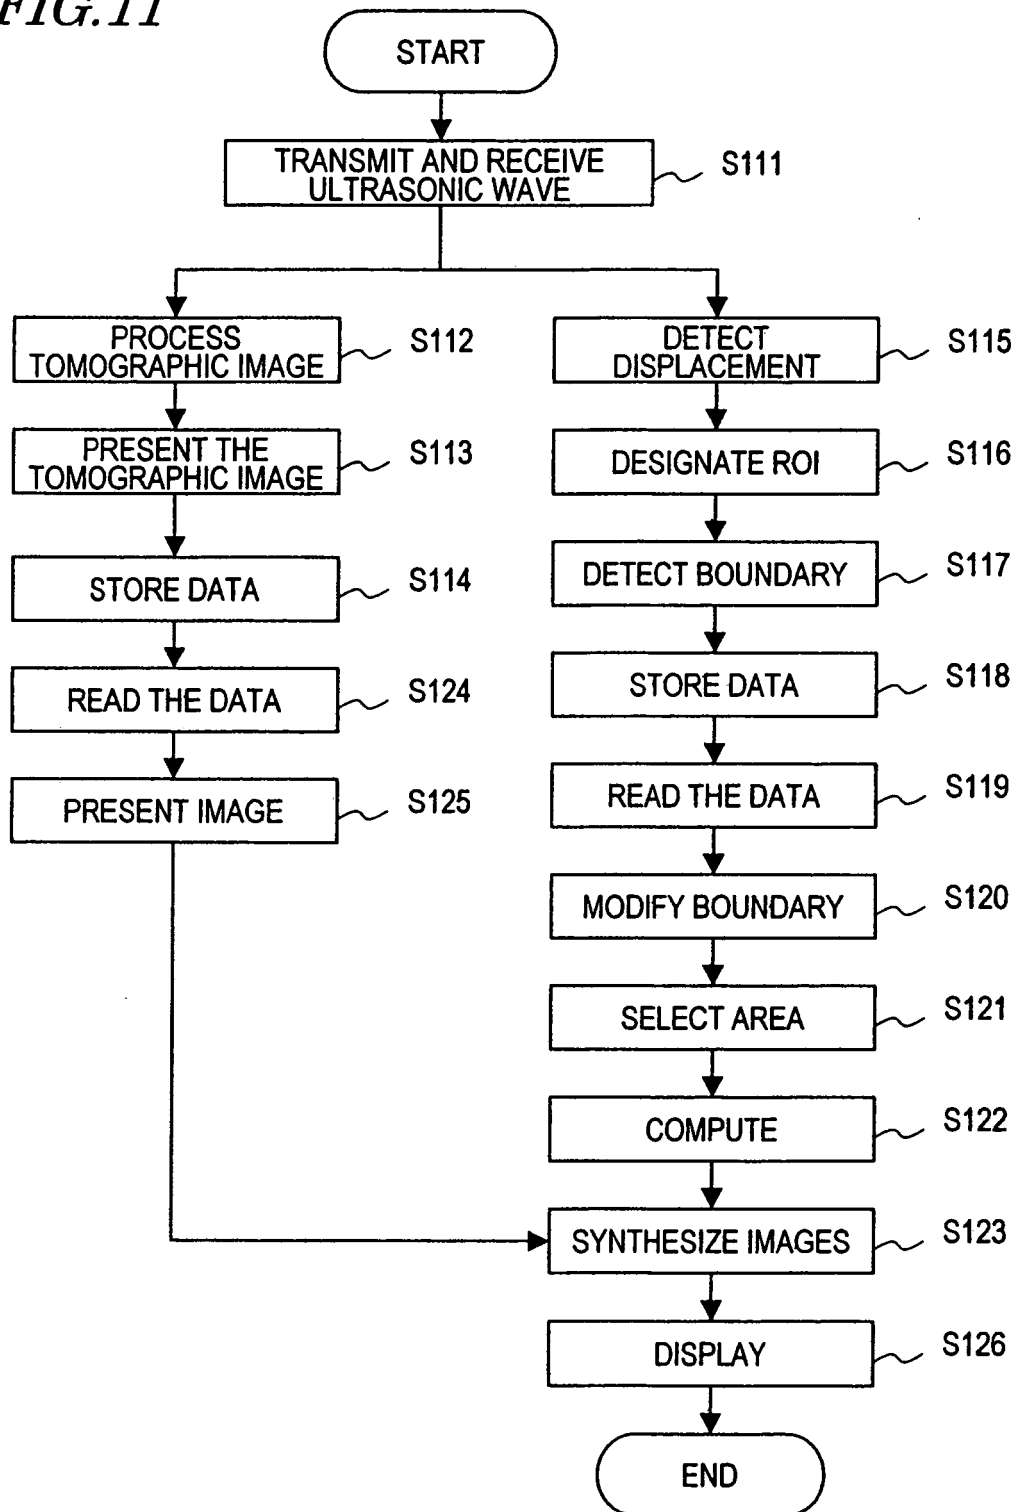 FIG.11
START
TRANSMIT AND RECEIVE
ULTRASONIC WAVE
S111
PROCESS
TOMOGRAPHIC IMAGE
S112
PRESENT THE
TOMOGRAPHIC IMAGE
S113
STORE DATA
S114
READ THE DATA
S124
PRESENT IMAGE
S125
DETECT
DISPLACEMENT
S115
DESIGNATE ROI
S116
DETECT BOUNDARY
S117
STORE DATA
S118
READ THE DATA
S119
MODIFY BOUNDARY
S120
SELECT AREA
S121
COMPUTE
S122
SYNTHESIZE IMAGES
S123
DISPLAY
S126
END